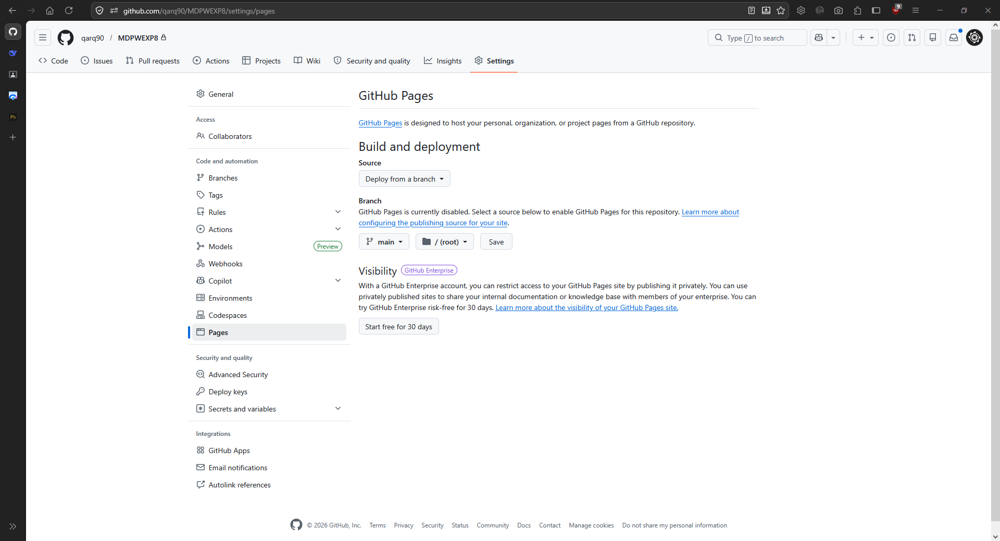 github.com/qarq90/MDPWEXP8/settings/pages
9
Ph
qarq90 / MDPWEXP8
Type / to search
Code
Issues
Pull requests
Actions
Projects
Wiki
Security and quality
Insights
Settings
General
Access
Collaborators
Code and automation
Branches
Tags
Rules
Actions
Models
Preview
Webhooks
Copilot
Environments
Codespaces
Pages
Security and quality
Advanced Security
Deploy keys
Secrets and variables
Integrations
GitHub Apps
Email notifications
Autolink references
GitHub Pages
GitHub Pages is designed to host your personal, organization, or project pages from a GitHub repository.
Build and deployment
Source
Deploy from a branch
Branch
GitHub Pages is currently disabled. Select a source below to enable GitHub Pages for this repository. Learn more about
configuring the publishing source for your site.
main
/ (root)
Save
Visibility
GitHub Enterprise
With a GitHub Enterprise account, you can restrict access to your GitHub Pages site by publishing it privately. You can use
privately published sites to share your internal documentation or knowledge base with members of your enterprise. You can
try GitHub Enterprise risk-free for 30 days. Learn more about the visibility of your GitHub Pages site.
Start free for 30 days
© 2026 GitHub, Inc.
Terms
Privacy
Security
Status
Community
Docs
Contact
Manage cookies
Do not share my personal information